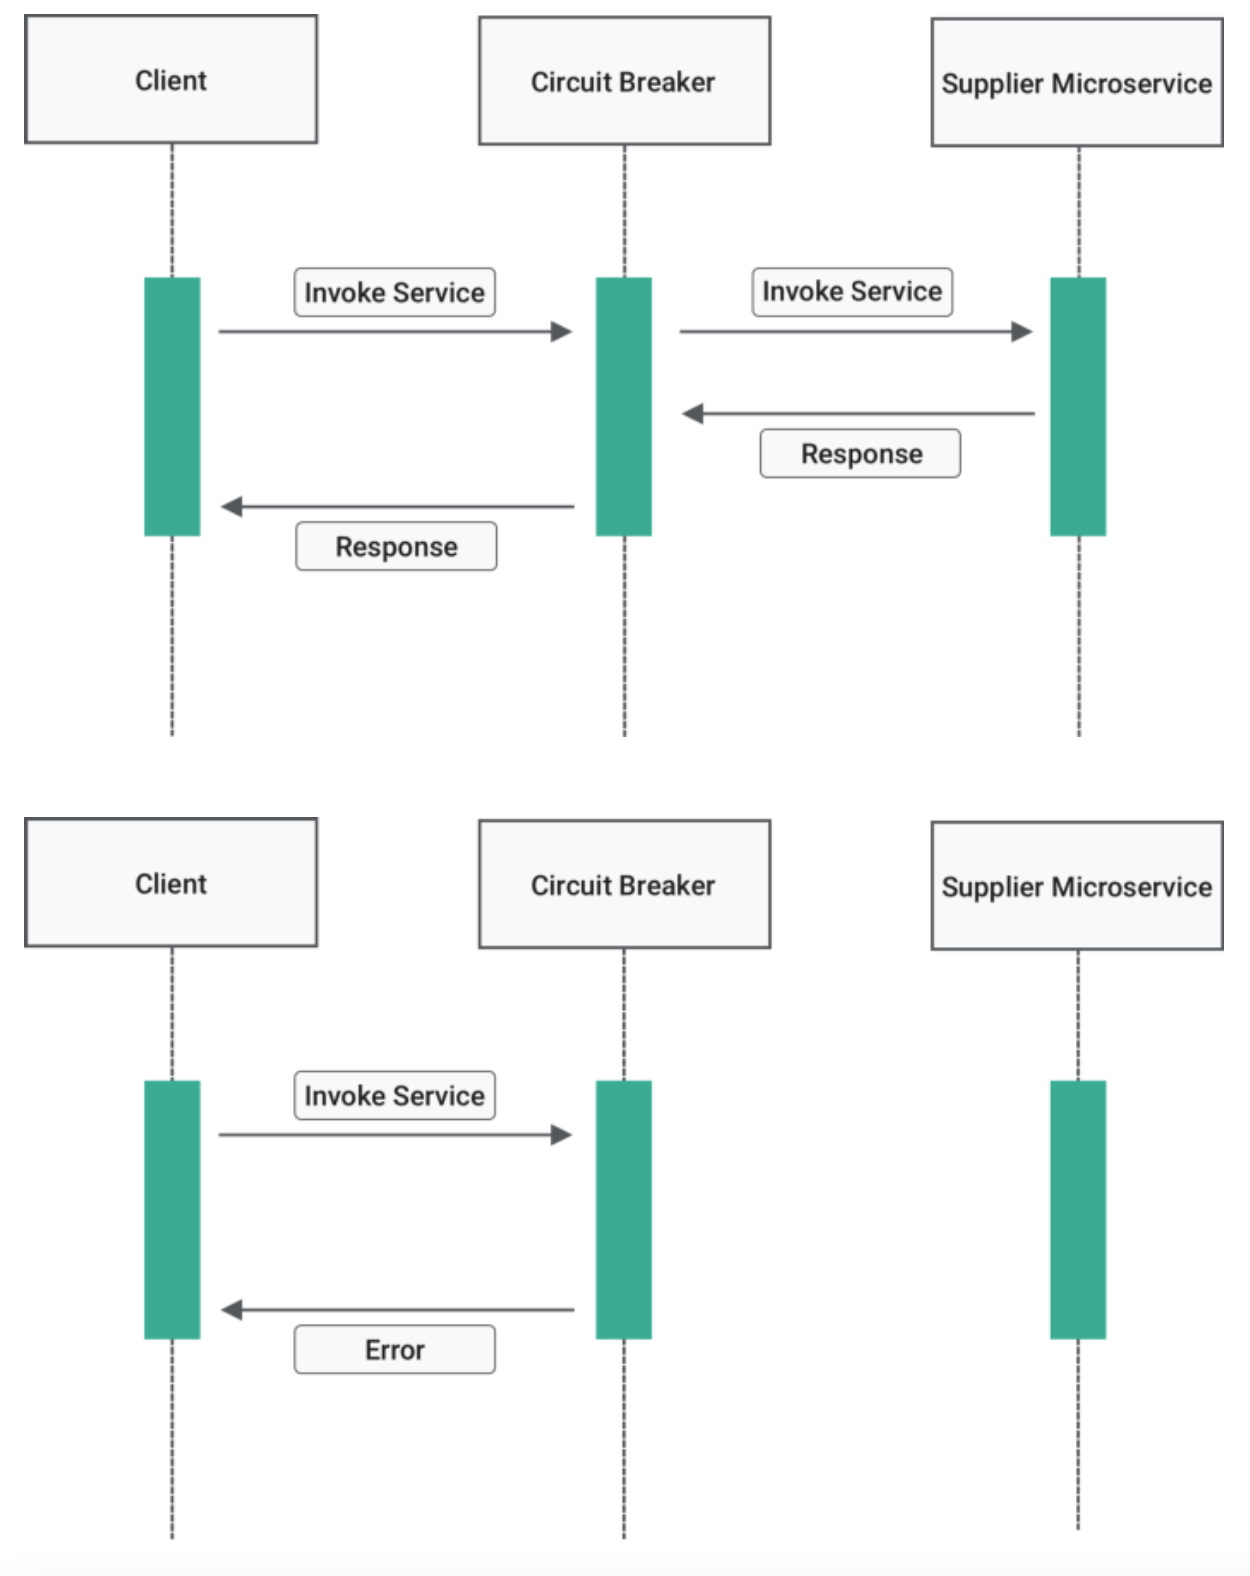 Client
Circuit Breaker
Supplier Microservice
Invoke Service
Invoke Service
Response
Response
Client
Circuit Breaker
Supplier Microservice
Invoke Service
Error